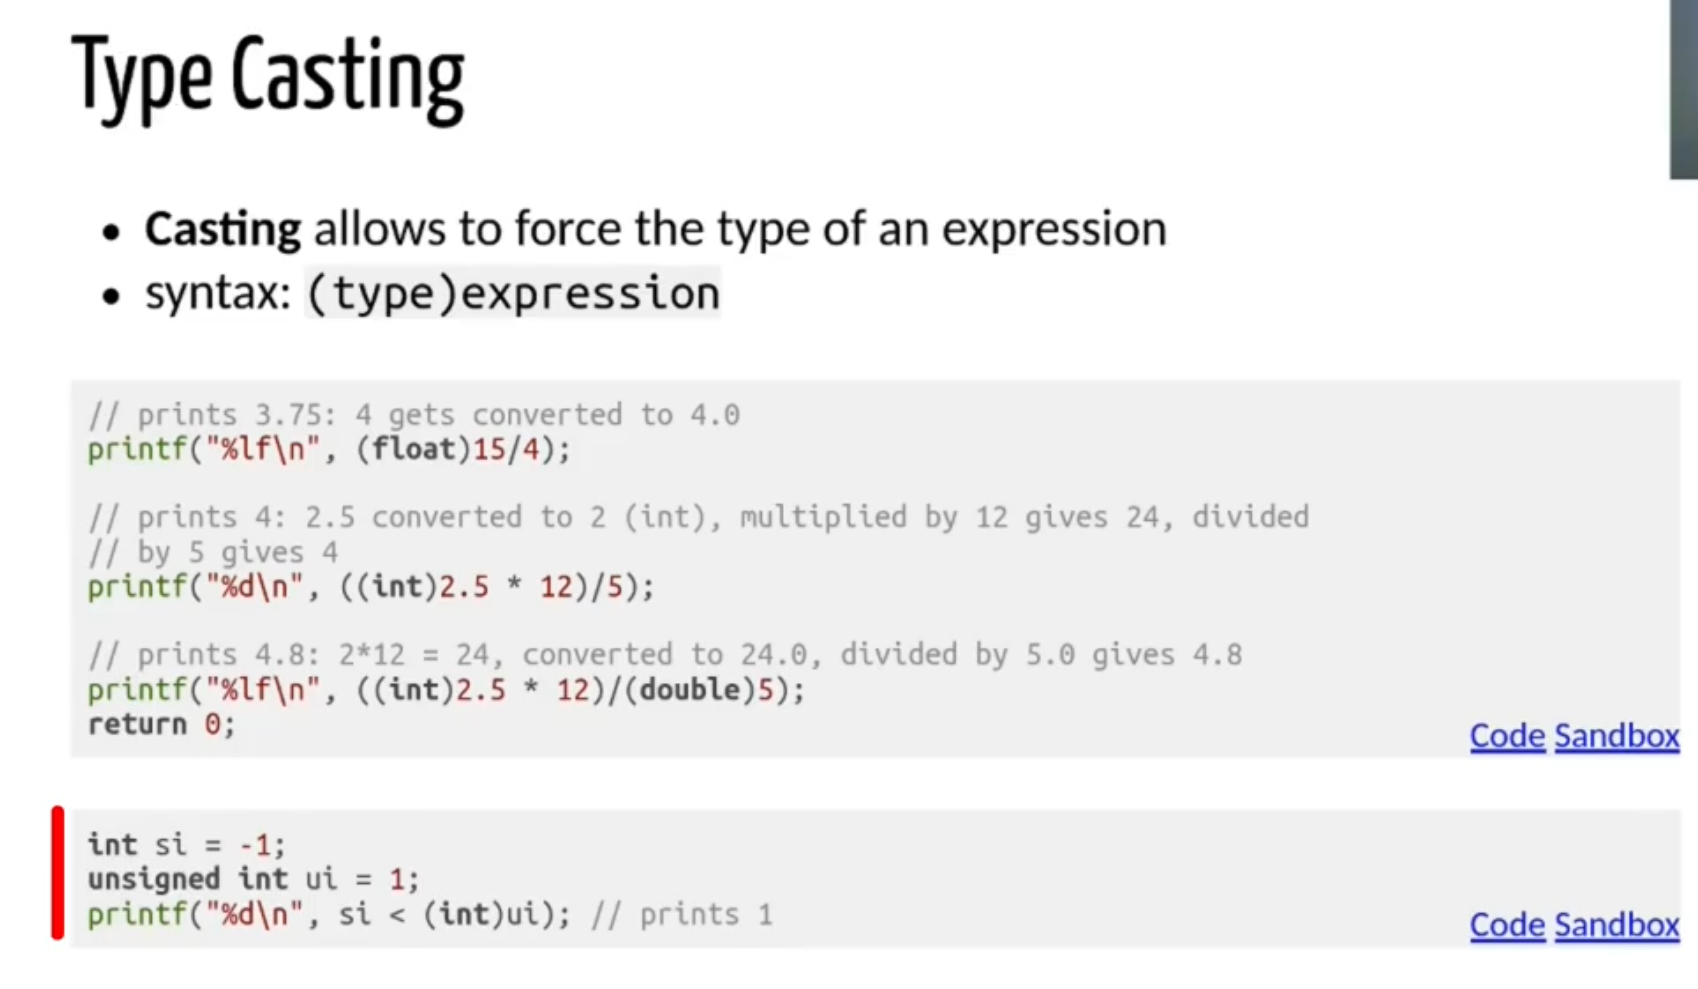 Type Casting
• Casting allows to force the type of an expression
• syntax: (type)expression
// prints 3.75: 4 gets converted to 4.0
printf("%lf\n", (float)15/4);
// prints 4: 2.5 converted to 2 (int), multiplied by 12 gives 24, divided
// by 5 gives 4
printf("%d\n", ((int)2.5 * 12)/5);
// prints 4.8: 2*12 = 24, converted to 24.0, divided by 5.0 gives 4.8
printf("%lf\n", ((int)2.5 * 12)/(double)5);
return 0;
Code Sandbox
int si = -1;
unsigned int ui = 1;
printf("%d\n", si < (int)ui); // prints 1
Code Sandbox